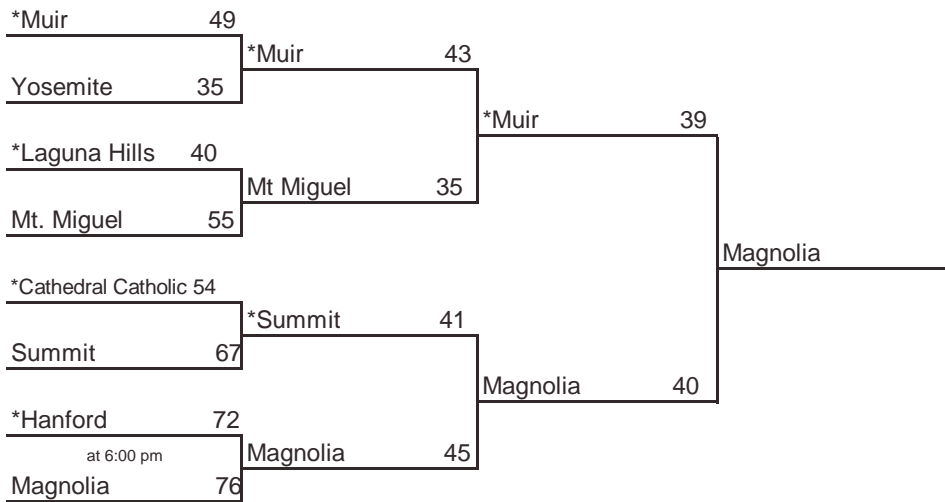 *Muir 49
*Muir 43
Yosemite 35
*Muir 39
*Laguna Hills 40
Mt Miguel 35
Mt. Miguel 55
Magnolia
*Cathedral Catholic 54
*Summit 41
Summit 67
Magnolia 40
*Hanford 72
at 6:00 pm
Magnolia 45
Magnolia 76